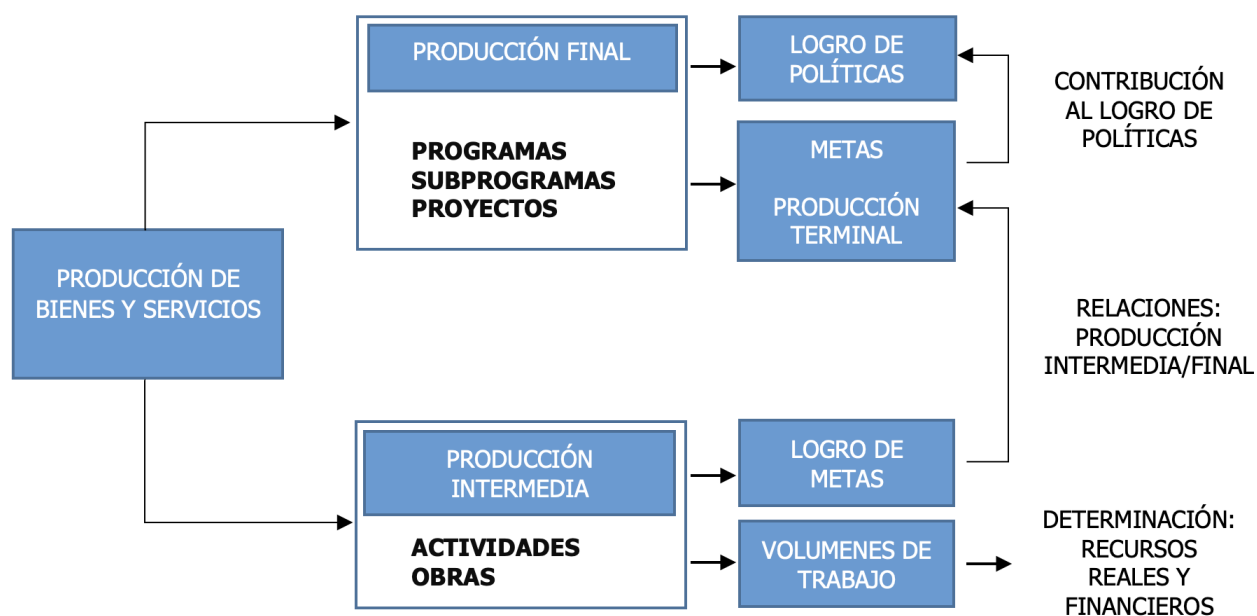 PRODUCCIÓN DE
BIENES Y SERVICIOS
PRODUCCIÓN FINAL
PROGRAMAS
SUBPROGRAMAS
PROYECTOS
LOGRO DE
POLÍTICAS
METAS
PRODUCCIÓN
TERMINAL
CONTRIBUCIÓN
AL LOGRO DE
POLÍTICAS
RELACIONES:
PRODUCCIÓN
INTERMEDIA/FINAL
PRODUCCIÓN
INTERMEDIA
ACTIVIDADES
OBRAS
LOGRO DE
METAS
VOLUMENES DE
TRABAJO
DETERMINACIÓN:
RECURSOS
REALES Y
FINANCIEROS